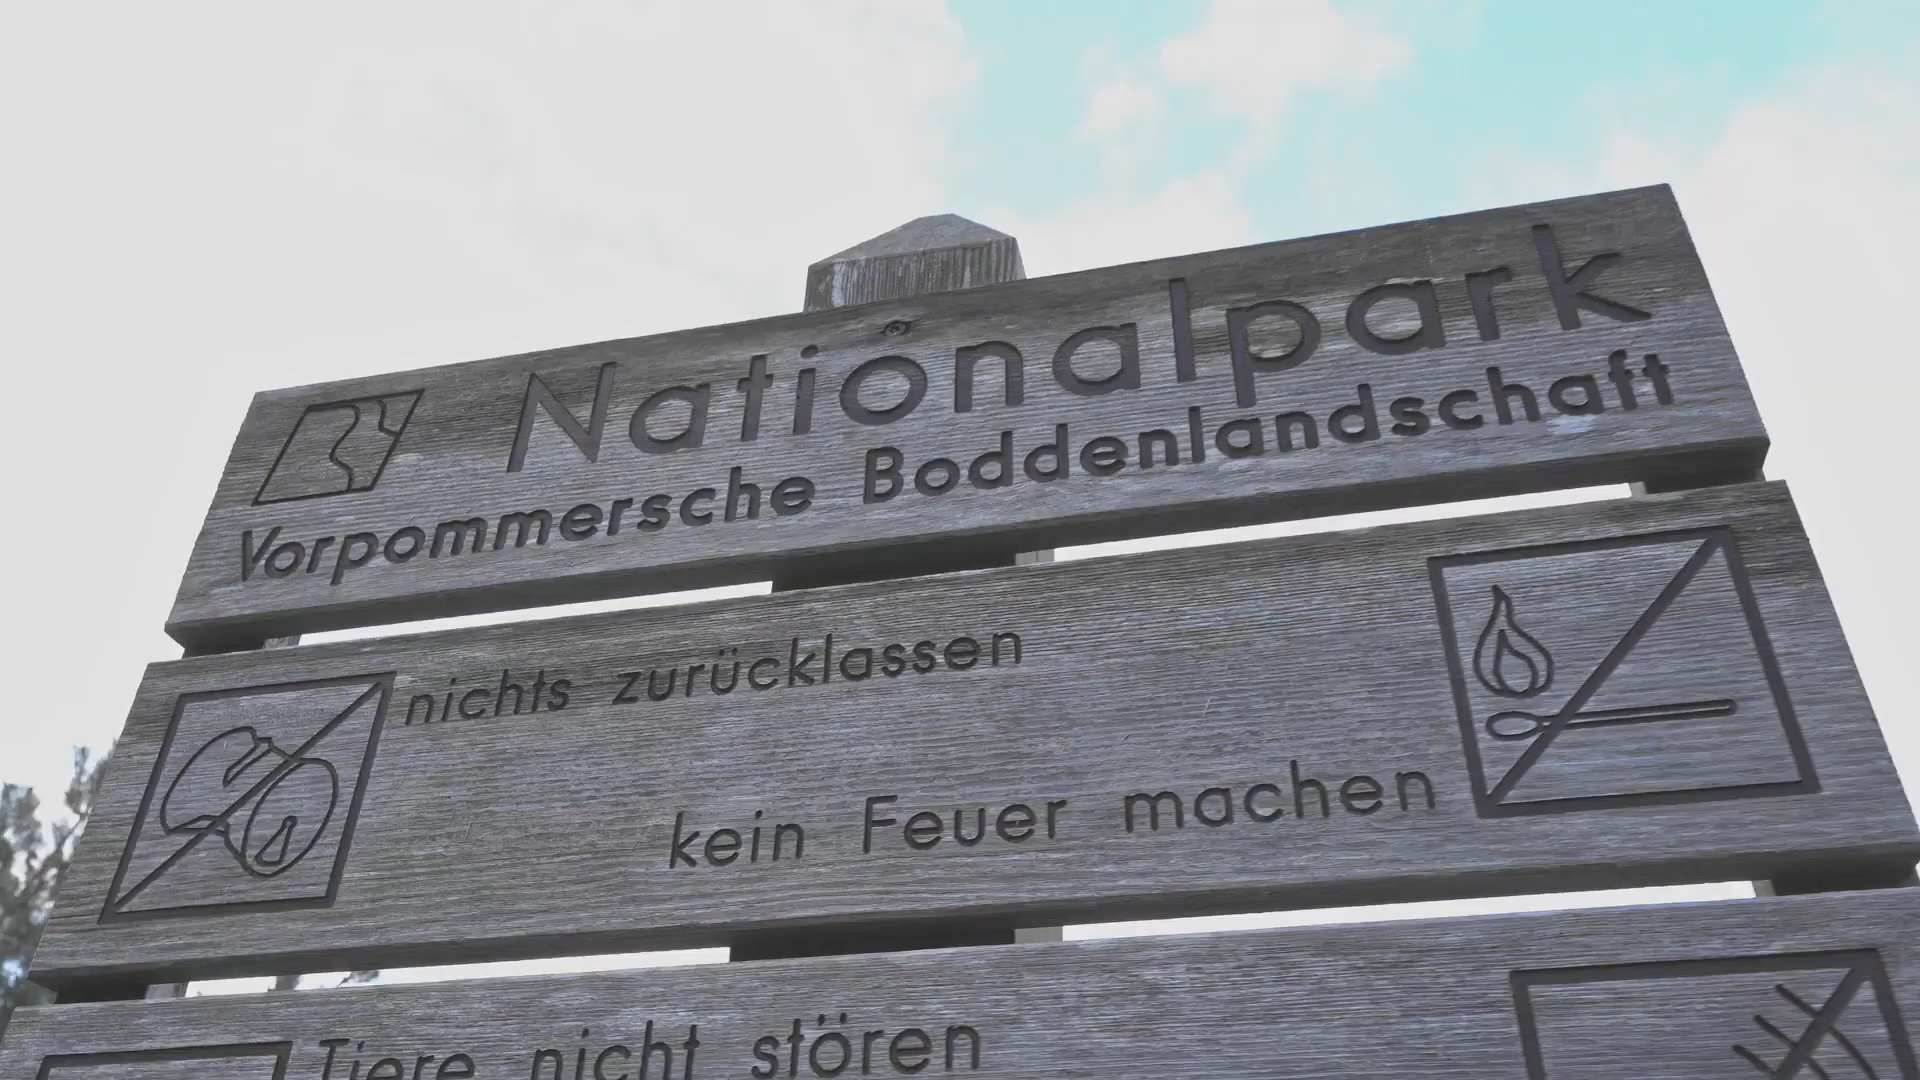 Nationalpark
Vorpommersche Boddenlandschaft
nichts zurücklassen
kein Feuer machen
Tiere nicht stören